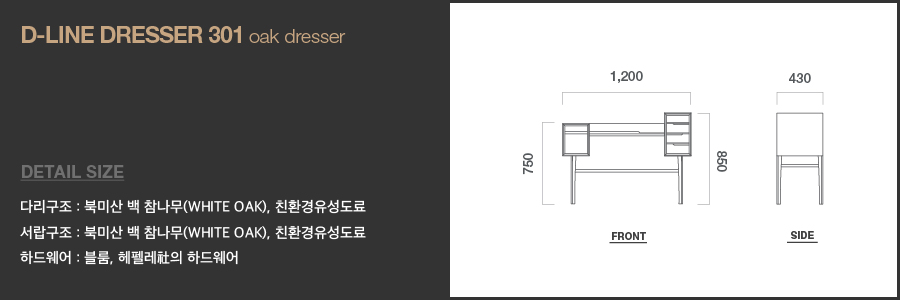 D-LINE DRESSER 301 oak dresser
DETAIL SIZE
다리구조 : 북미산 백 참나무(WHITE OAK), 친환경유성도료
서랍구조 : 북미산 백 참나무(WHITE OAK), 친환경유성도료
하드웨어 : 블룸, 헤펠레社의 하드웨어
1,200
430
750
850
FRONT
SIDE